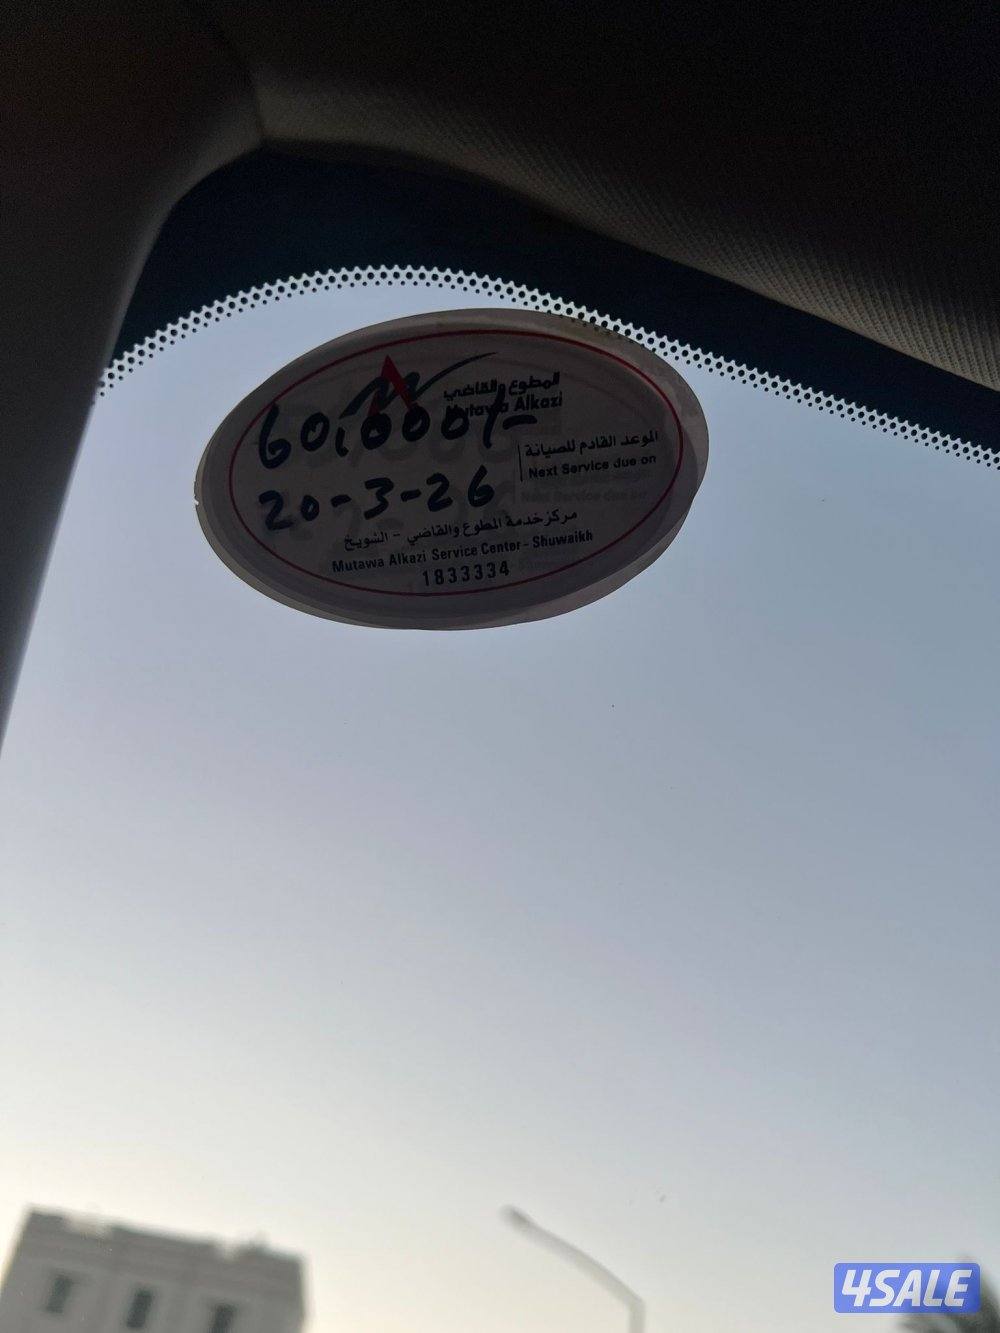 المطوع والقاضي
Mutawa Alkazi
60,000/-
الموعد القادم للصيانة
Next Service due on
20-3-26
مركز خدمة المطوع والقاضي - الشويخ
Mutawa Alkazi Service Center - Shuwaikh
1833334
4SALE